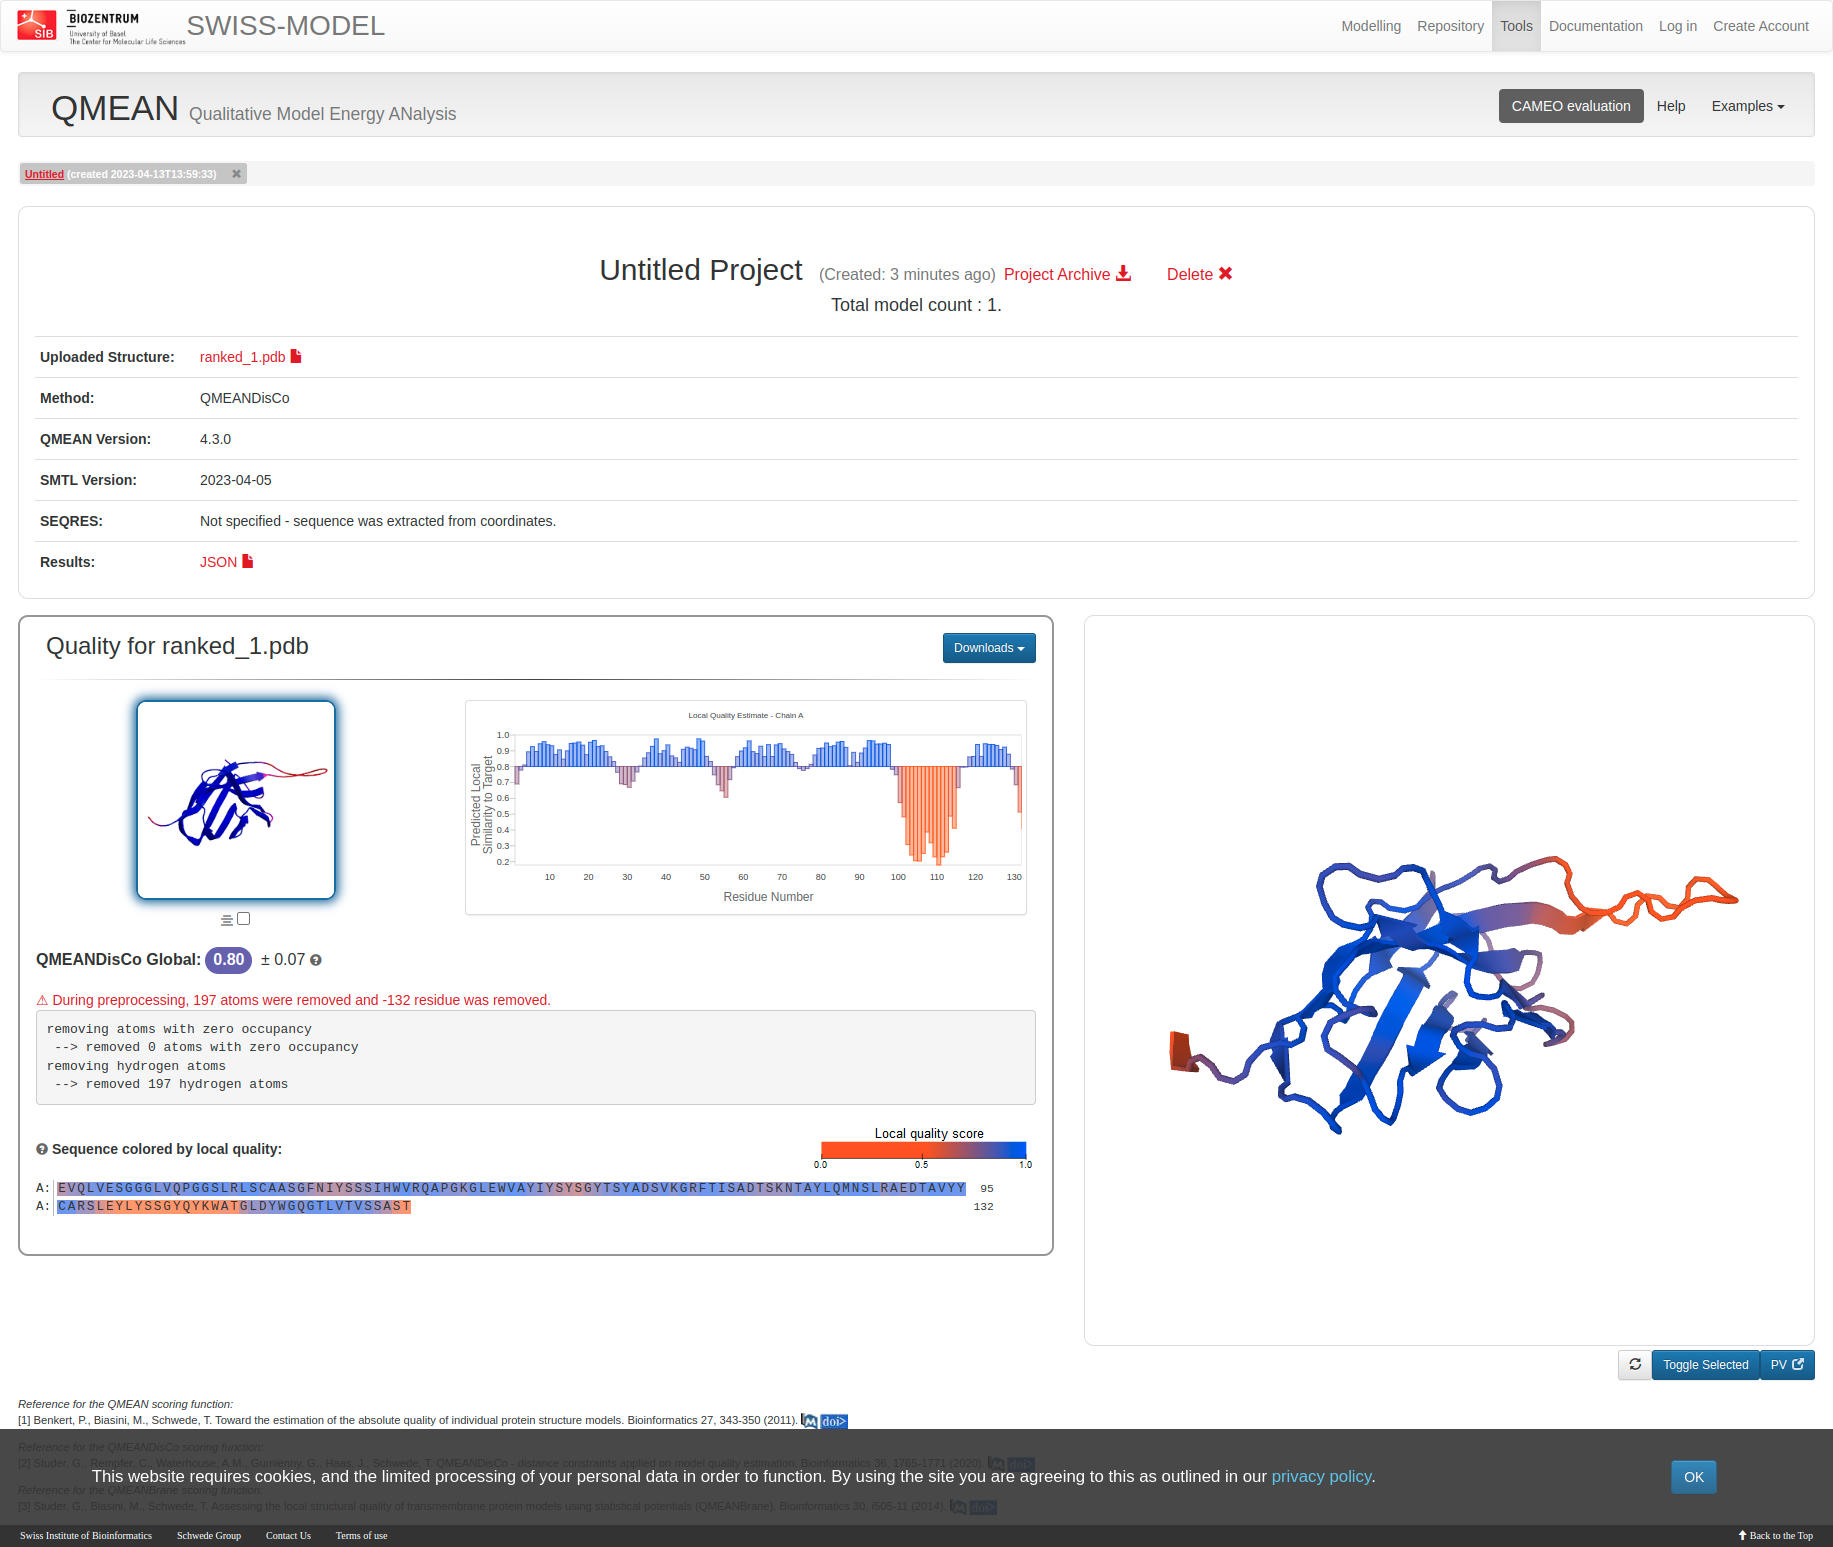 SIB
BIOZENTRUM
University of Basel
The Center for Molecular Life Sciences
SWISS-MODEL
Modelling
Repository
Tools
Documentation
Log in
Create Account
QMEAN Qualitative Model Energy ANalysis
CAMEO evaluation
Help
Examples
Untitled (created 2023-04-13T13:59:33)
Untitled Project (Created: 3 minutes ago) Project Archive Delete
Total model count : 1.
Uploaded Structure: ranked_1.pdb
Method: QMEANDisCo
QMEAN Version: 4.3.0
SMTL Version: 2023-04-05
SEQRES: Not specified - sequence was extracted from coordinates.
Results: JSON
Quality for ranked_1.pdb
Downloads
Local Quality Estimate - Chain A
Predicted Local
Similarity to Target
1.0
0.9
0.8
0.7
0.6
0.5
0.4
0.3
0.2
10 20 30 40 50 60 70 80 90 100 110 120 130
Residue Number
QMEANDisCo Global: 0.80 ± 0.07
⚠ During preprocessing, 197 atoms were removed and -132 residue was removed.
removing atoms with zero occupancy
--> removed 0 atoms with zero occupancy
removing hydrogen atoms
--> removed 197 hydrogen atoms
Sequence colored by local quality:
Local quality score
0.0 0.5 1.0
A: EVQLVESGGGLVQPGGSLRLSCAASGFNIYSSSIHWVRQAPGKGLEWVAYIYSYSGYTSYADSVKGRFTISADTSKNTAYLQMNSLRAEDTAVYY 95
A: CARSLEYLYSSGYQYKWATGLDYWGQGTLVTVSSAST 132
Toggle Selected
PV
Reference for the QMEAN scoring function:
[1] Benkert, P., Biasini, M., Schwede, T. Toward the estimation of the absolute quality of individual protein structure models. Bioinformatics 27, 343-350 (2011). M doi>
Reference for the QMEANDisCo scoring function:
[2] Studer, G., Rempfer, C., Waterhouse, A.M., Gumienny, G., Haas, J., Schwede, T. QMEANDisCo - distance constraints applied on model quality estimation. Bioinformatics 36, 1765-1771 (2020). M doi>
This website requires cookies, and the limited processing of your personal data in order to function. By using the site you are agreeing to this as outlined in our privacy policy.
OK
Reference for the QMEANBrane scoring function:
[3] Studer, G., Biasini, M., Schwede, T. Assessing the local structural quality of transmembrane protein models using statistical potentials (QMEANBrane). Bioinformatics 30, i505-11 (2014). M doi>
Swiss Institute of Bioinformatics
Schwede Group
Contact Us
Terms of use
Back to the Top